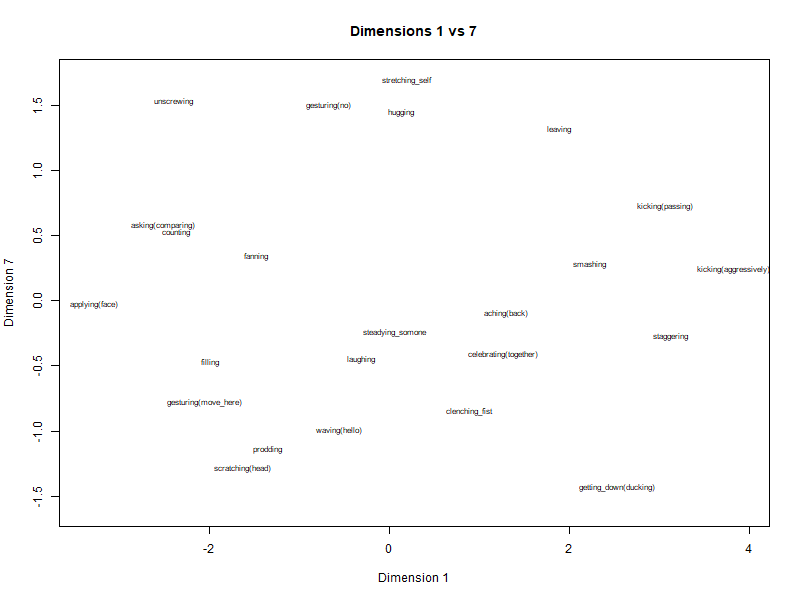 Dimensions 1 vs 7
stretching_self
unscrewing
gesturing(no)
hugging
leaving
kicking(passing)
asking(comparing)
counting
fanning
smashing
kicking(aggressively)
applying(face)
aching(back)
steadying_somone
staggering
celebrating(together)
laughing
filling
gesturing(move_here)
clenching_fist
waving(hello)
prodding
scratching(head)
getting_down(ducking)
1.5
1.0
0.5
0.0
-0.5
-1.0
-1.5
Dimension 7
-2 0 2 4
Dimension 1